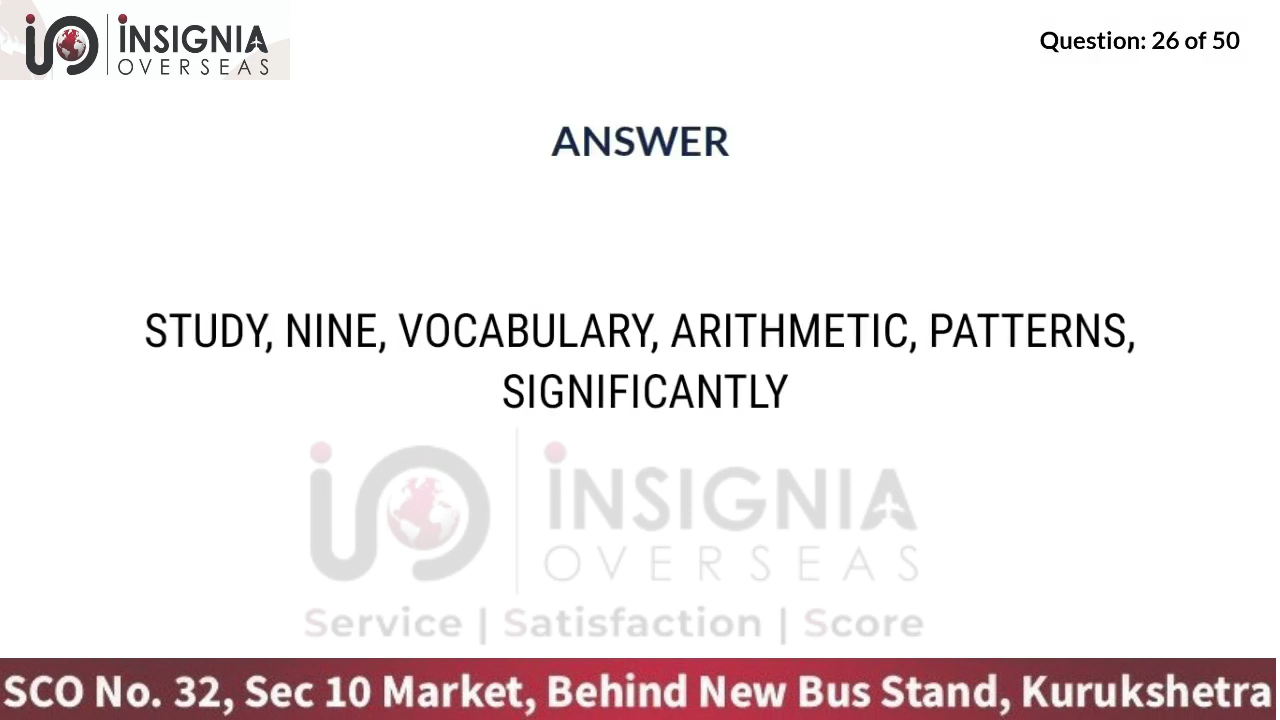 INSIGNIA
OVERSEAS
Question: 26 of 50
ANSWER
STUDY, NINE, VOCABULARY, ARITHMETIC, PATTERNS,
SIGNIFICANTLY
INSIGNIA
OVERSEAS
Service | Satisfaction | Score
SCO No. 32, Sec 10 Market, Behind New Bus Stand, Kurukshetra